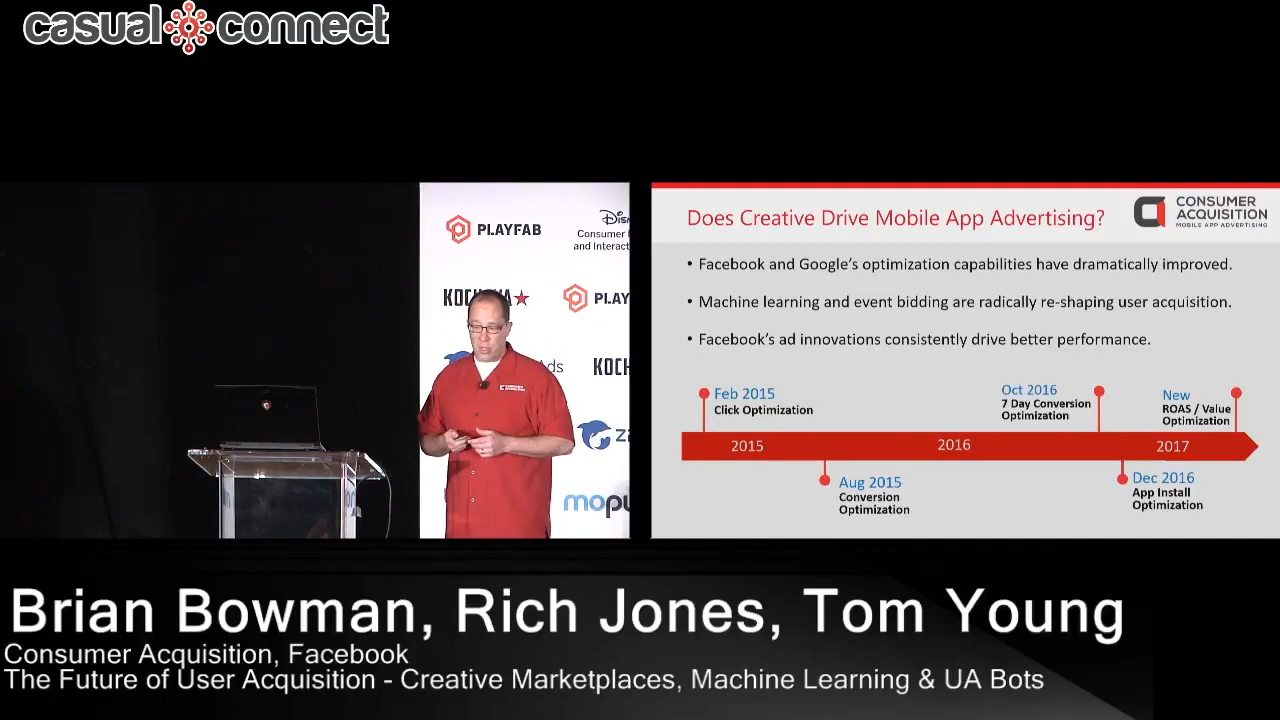 casual connect
PLAYFAB
Consumer
and Interac
PLAY
Ads
KOCH
mopu
Does Creative Drive Mobile App Advertising?
CONSUMER
ACQUISITION
MOBILE APP ADVERTISING
• Facebook and Google's optimization capabilities have dramatically improved.
• Machine learning and event bidding are radically re-shaping user acquisition.
• Facebook's ad innovations consistently drive better performance.
Feb 2015
Click Optimization
Oct 2016
7 Day Conversion
Optimization
New
ROAS / Value
Optimization
2015
2016
2017
Aug 2015
Conversion
Optimization
Dec 2016
App Install
Optimization
Brian Bowman, Rich Jones, Tom Young
Consumer Acquisition, Facebook
The Future of User Acquisition - Creative Marketplaces, Machine Learning & UA Bots